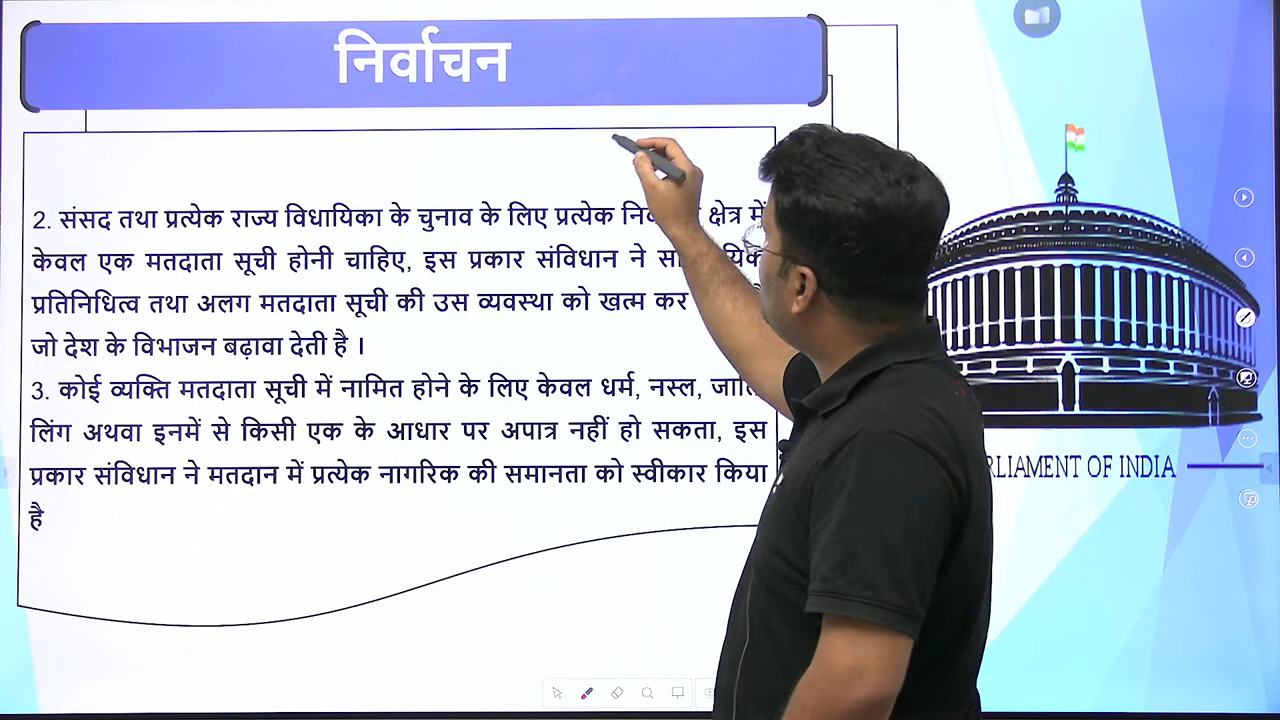 निर्वाचन
2. संसद तथा प्रत्येक राज्य विधायिका के चुनाव के लिए प्रत्येक क्षेत्र में
केवल एक मतदाता सूची होनी चाहिए, इस प्रकार संविधान ने
प्रतिनिधित्व तथा अलग मतदाता सूची की उस व्यवस्था को खत्म कर
जो देश के विभाजन बढ़ावा देती है ।
3. कोई व्यक्ति मतदाता सूची में नामित होने के लिए केवल धर्म, नस्ल,
लिंग अथवा इनमें से किसी एक के आधार पर अपात्र नहीं हो सकता, इस
प्रकार संविधान ने मतदान में प्रत्येक नागरिक की समानता को स्वीकार किया
है
OF INDIA